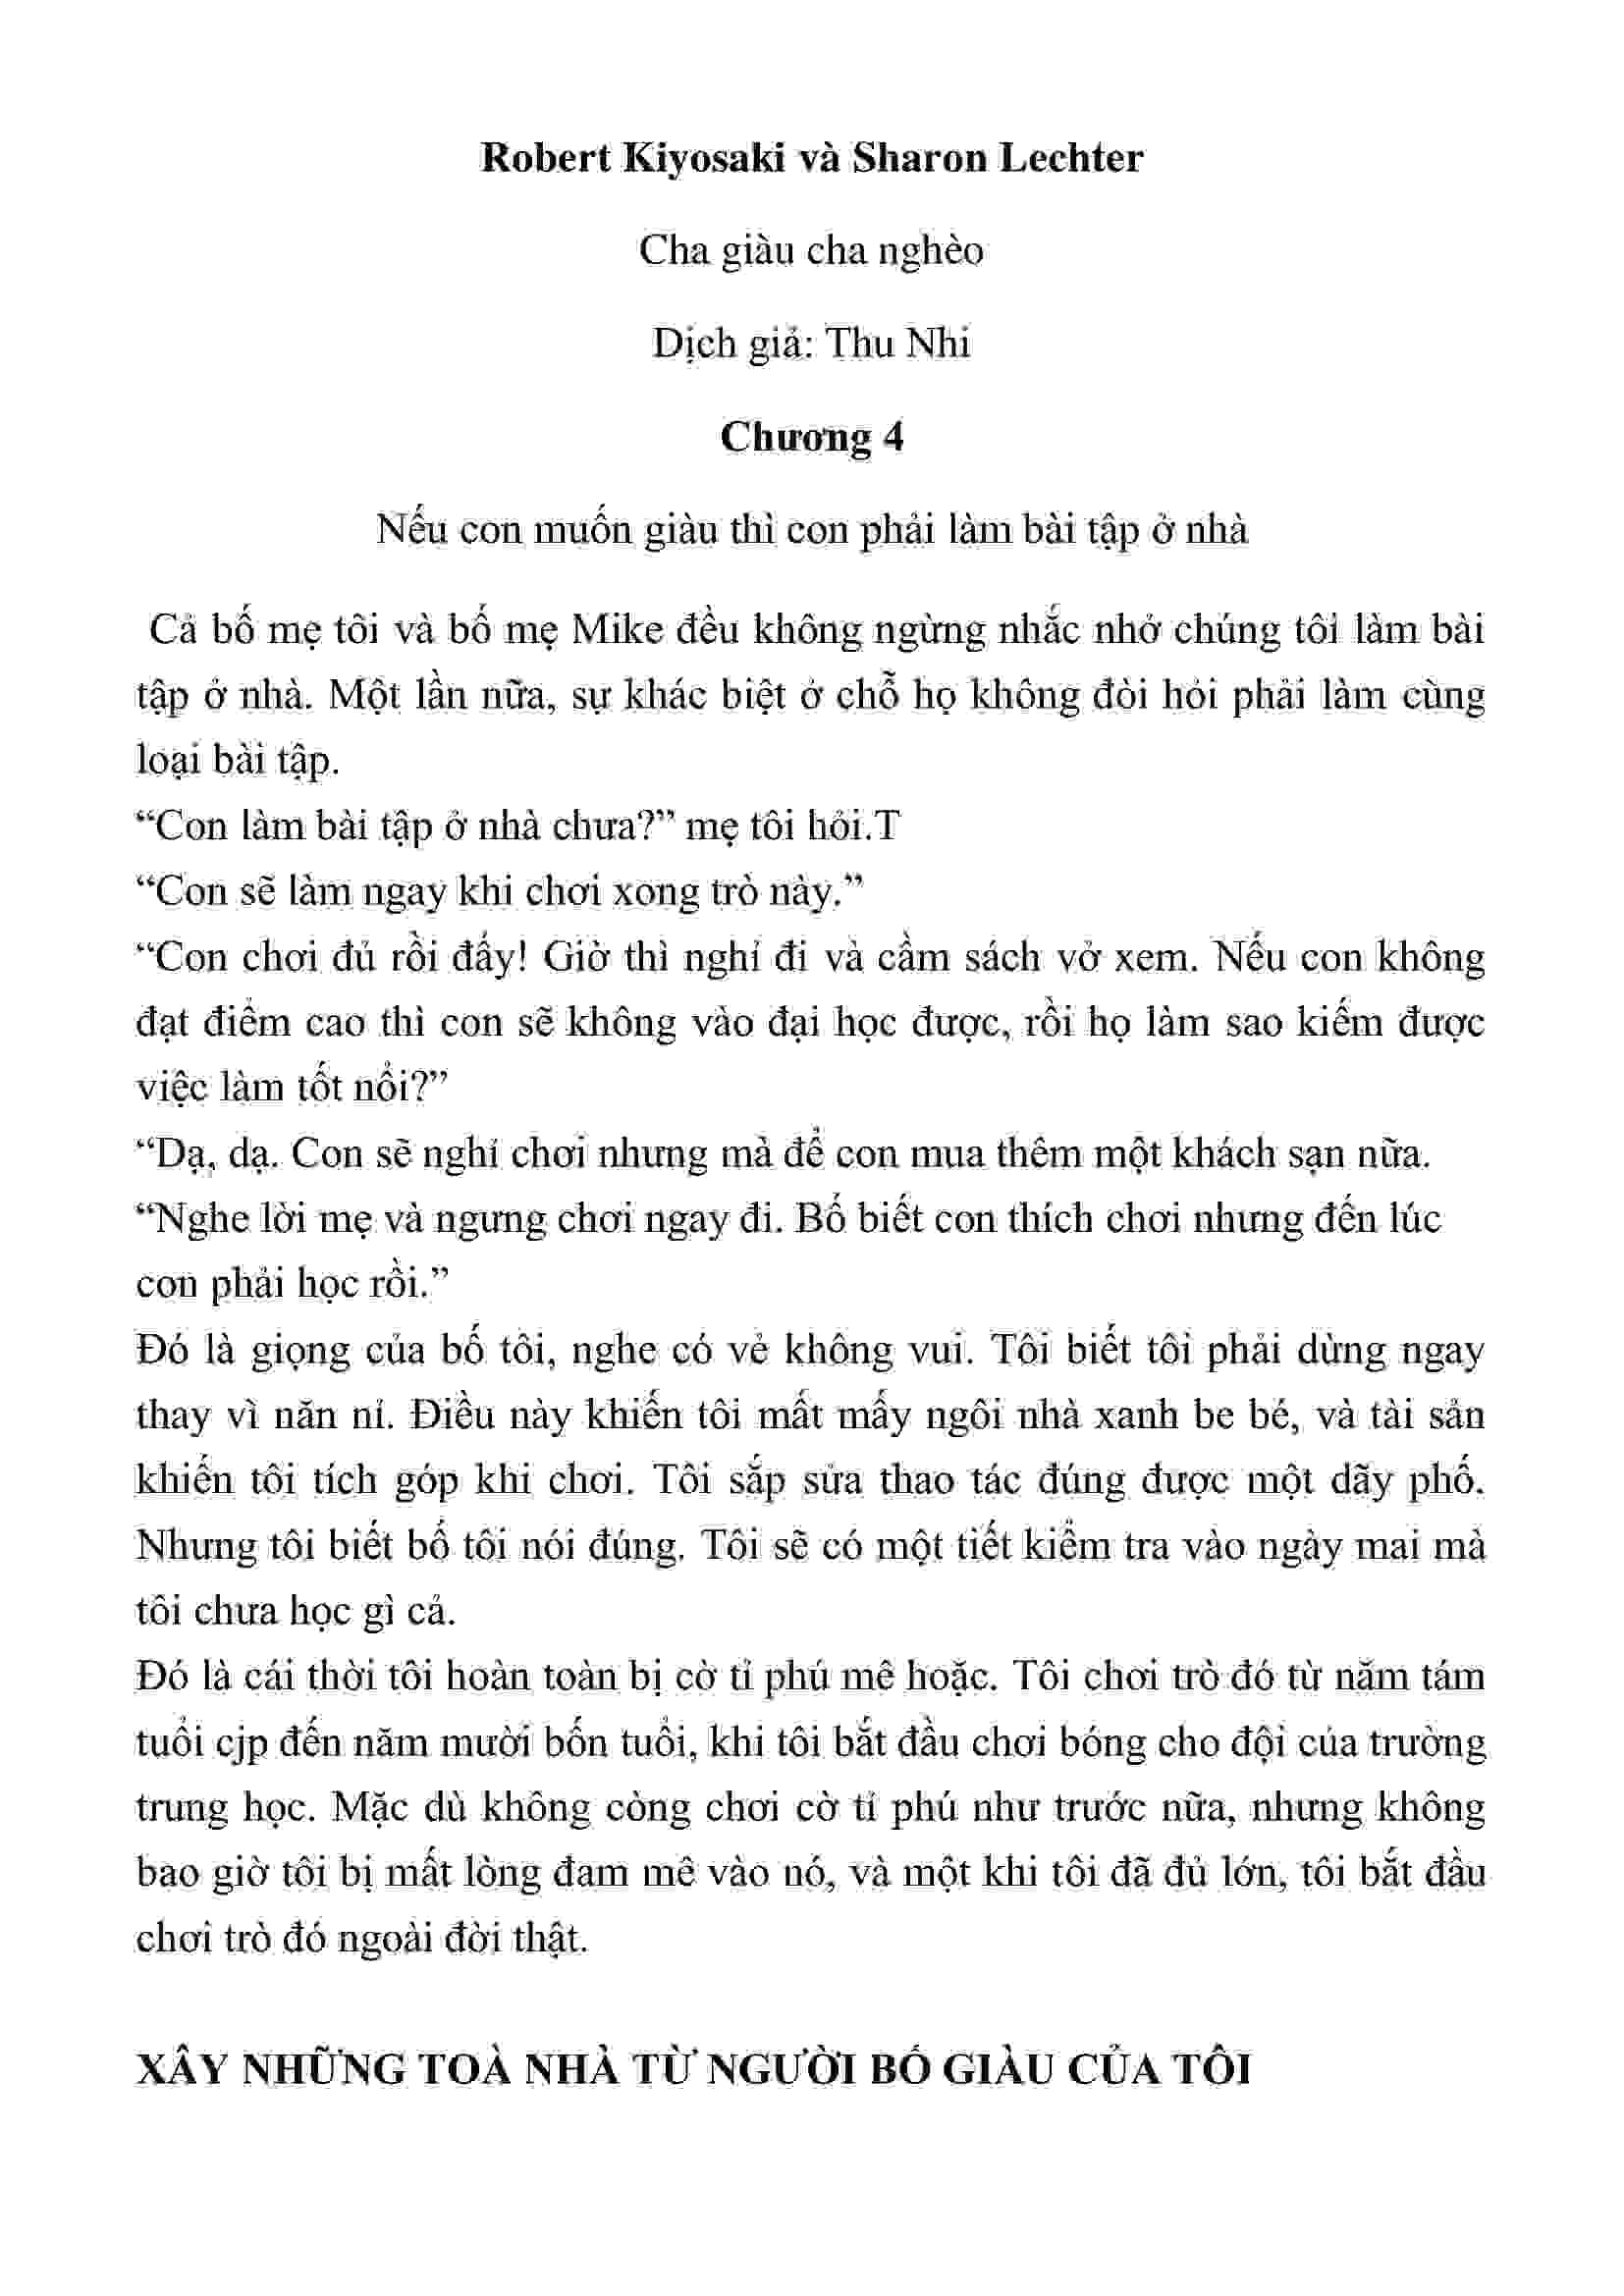 Robert Kiyosaki và Sharon Lechter
Cha giàu cha nghèo
Dịch giả: Thu Nhi
Chương 4
Nếu con muốn giàu thì con phải làm bài tập ở nhà
Cả bố mẹ tôi và bố mẹ Mike đều không ngừng nhắc nhở chúng tôi làm bài
tập ở nhà. Một lần nữa, sự khác biệt ở chỗ họ không đòi hỏi phải làm cùng
loại bài tập.
“Con làm bài tập ở nhà chưa?” mẹ tôi hỏi.T
“Con sẽ làm ngay khi chơi xong trò này.”
“Con chơi đủ rồi đấy! Giờ thì nghỉ đi và cầm sách vở xem. Nếu con không
đạt điểm cao thì con sẽ không vào đại học được, rồi họ làm sao kiếm được
việc làm tốt nổi?”
“Dạ, dạ. Con sẽ nghỉ chơi nhưng mà để con mua thêm một khách sạn nữa.
“Nghe lời mẹ và ngưng chơi ngay đi. Bố biết con thích chơi nhưng đến lúc
con phải học rồi.”
Đó là giọng của bố tôi, nghe có vẻ không vui. Tôi biết tôi phải dừng ngay
thay vì năn nỉ. Điều này khiến tôi mất mấy ngôi nhà xanh be bé, và tài sản
khiến tôi tích góp khi chơi. Tôi sắp sửa thao tác đúng được một dãy phố.
Nhưng tôi biết bố tôi nói đúng. Tôi sẽ có một tiết kiểm tra vào ngày mai mà
tôi chưa học gì cả.
Đó là cái thời tôi hoàn toàn bị cờ tỉ phú mê hoặc. Tôi chơi trò đó từ năm tám
tuổi cjp đến năm mười bốn tuổi, khi tôi bắt đầu chơi bóng cho đội của trường
trung học. Mặc dù không còng chơi cờ tỉ phú như trước nữa, nhưng không
bao giờ tôi bị mất lòng đam mê vào nó, và một khi tôi đã đủ lớn, tôi bắt đầu
chơi trò đó ngoài đời thật.
XÂY NHỮNG TOÀ NHÀ TỪ NGƯỜI BỐ GIÀU CỦA TÔI